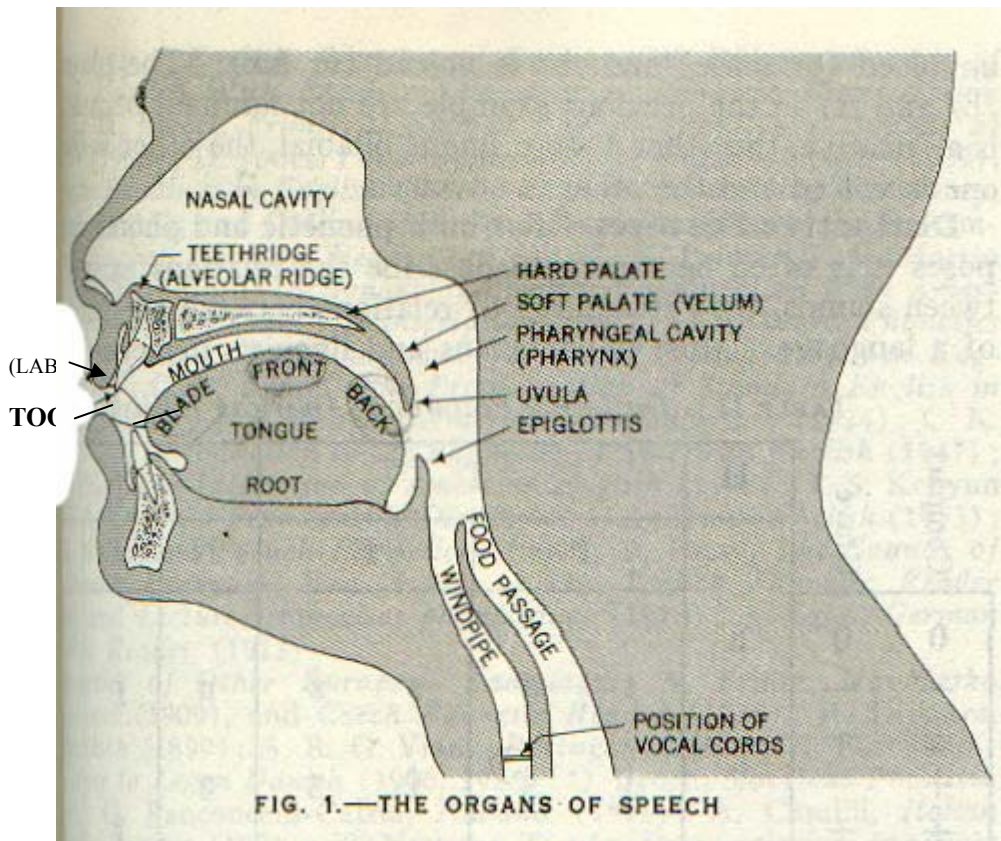 NASAL CAVITY
TEETHRIDGE
(ALVEOLAR RIDGE)
HARD PALATE
SOFT PALATE (VELUM)
PHARYNGEAL CAVITY
(PHARYNX)
(LAB
MOUTH
FRONT
UVULA
TOO
BLADE
BACK
EPIGLOTTIS
TONGUE
ROOT
FOOD PASSAGE
WINDPIPE
POSITION OF
VOCAL CORDS
FIG. 1.—THE ORGANS OF SPEECH